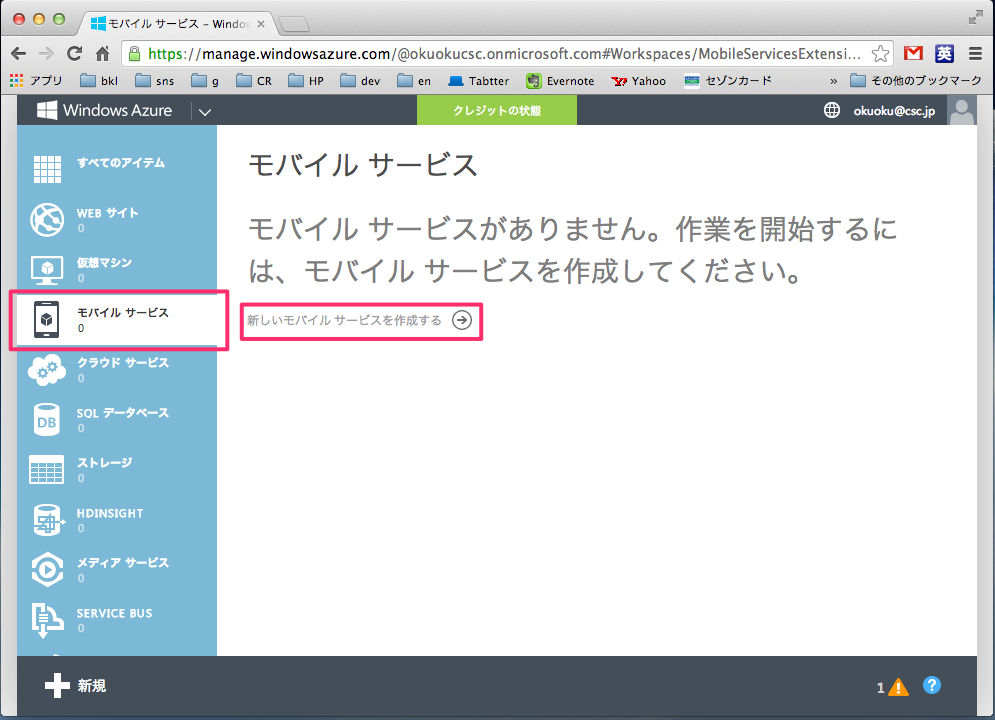 モバイル サービス – Windov
https://manage.windowsazure.com/@okuokucsc.onmicrosoft.com#Workspaces/MobileServicesExtensi...
英
アプリ bkl sns g CR HP dev en Tabtter Evernote Yahoo セゾンカード » その他のブックマーク
Windows Azure
クレジットの状態
okuoku@csc.jp
すべてのアイテム
WEB サイト
0
仮想マシン
0
モバイル サービス
0
クラウド サービス
0
DB
SQL データベース
0
ストレージ
0
HDINSIGHT
0
メディア サービス
0
SERVICE BUS
0
モバイル サービス
モバイル サービスがありません。作業を開始するに
は、モバイル サービスを作成してください。
新しいモバイル サービスを作成する
新規
1
?